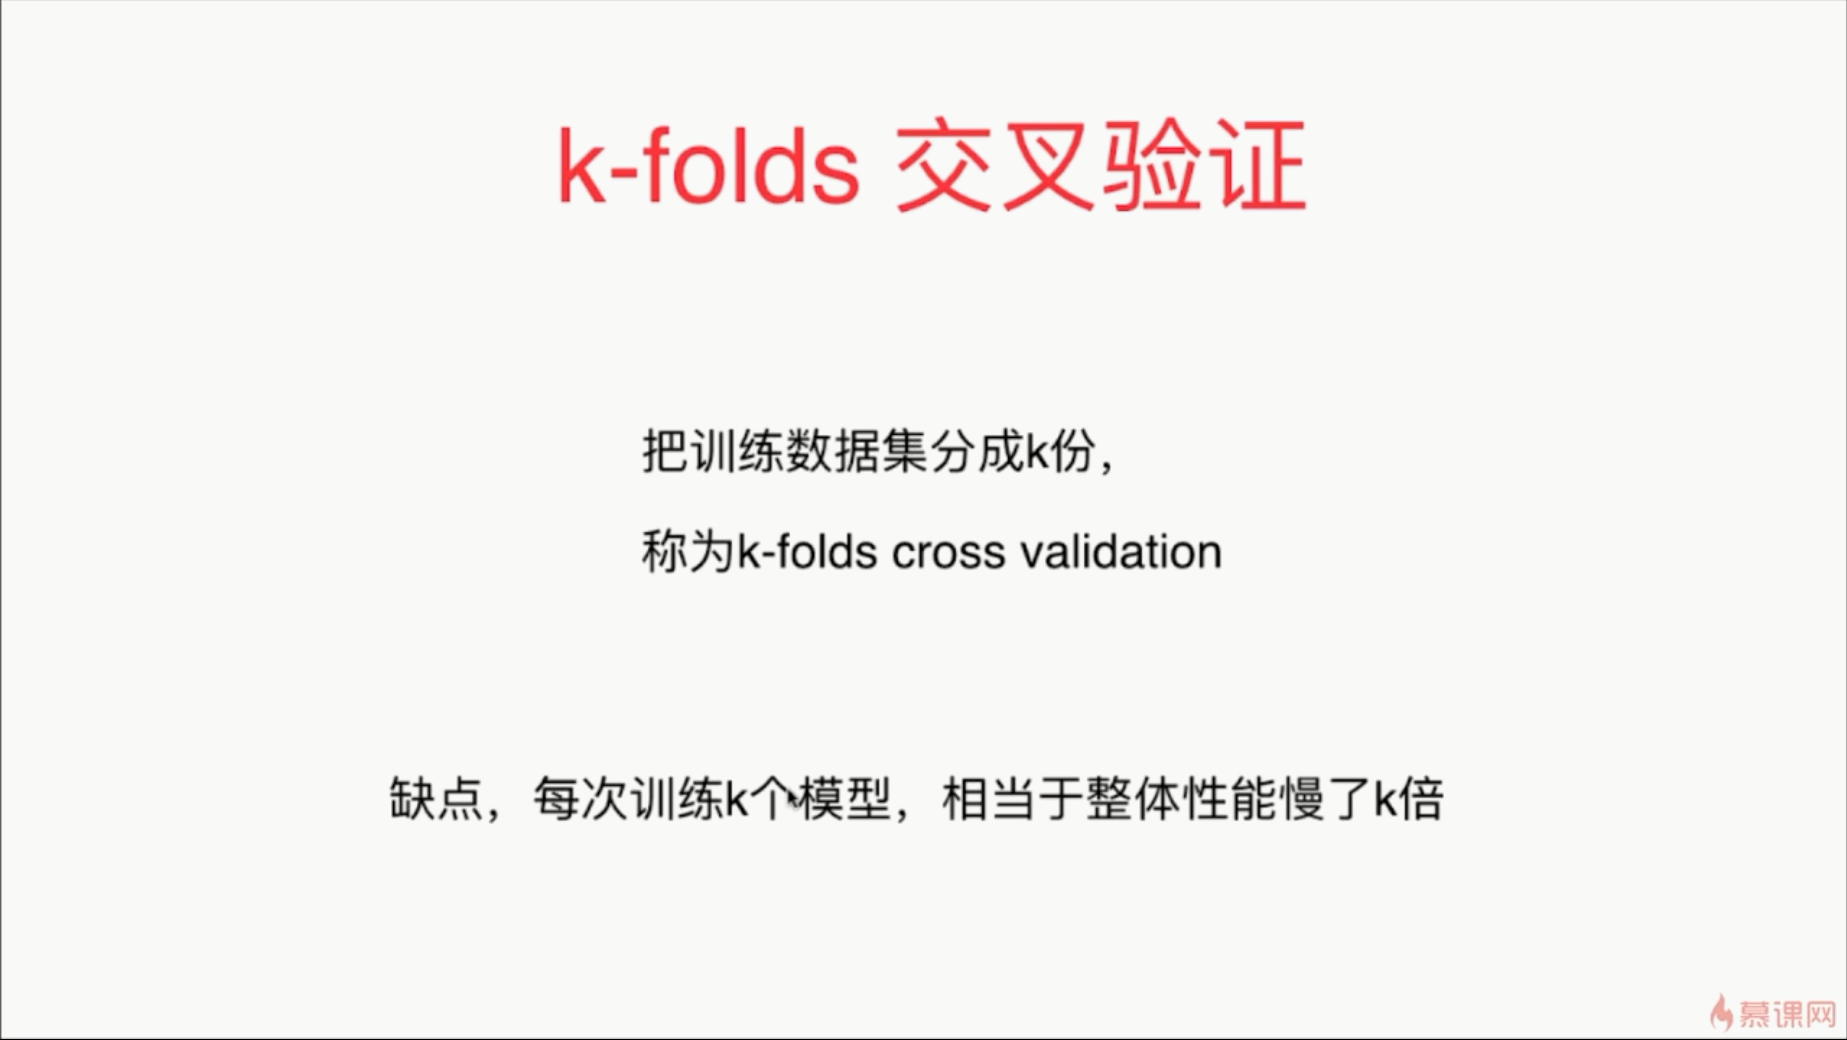 k-folds 交叉验证
把训练数据集分成k份，
称为k-folds cross validation
缺点，每次训练k个模型，相当于整体性能慢了k倍
慕课网